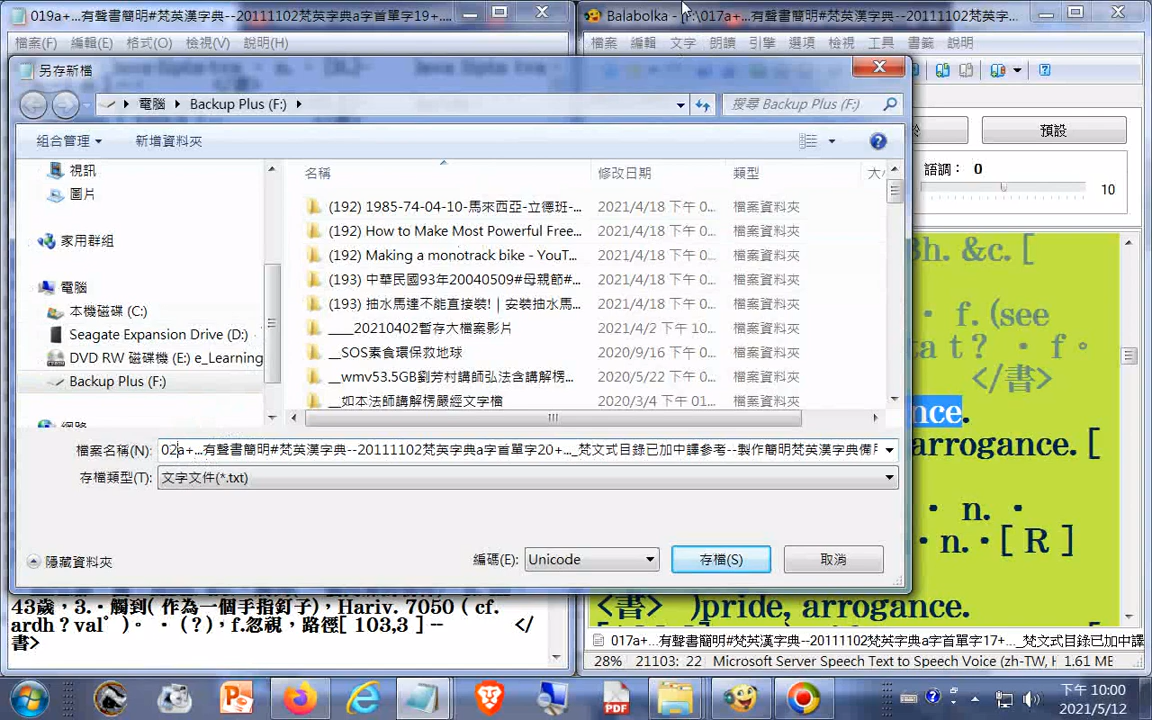 019a+...有聲書簡明#梵英漢字典--20111102梵英字典a字首單字19+...
檔案(F) 編輯(E) 格式(O) 檢視(V) 說明(H)
Balabolka - F:\017a+...有聲書簡明#梵英漢字典--20111102梵英字...
檔案 編輯 文字 朗讀 引擎 選項 檢視 工具 書籤 說明
另存新檔
電腦 Backup Plus (F:)
搜尋 Backup Plus (F:)
組合管理 新增資料夾
預設
語調： 0
10
視訊
圖片
家用群組
電腦
本機磁碟 (C:)
Seagate Expansion Drive (D:)
DVD RW 磁碟機 (E:) e_Learning
Backup Plus (F:)
名稱 修改日期 類型
(192) 1985-74-04-10-馬來西亞-立德班-... 2021/4/18 下午 0... 檔案資料夾
(192) How to Make Most Powerful Free... 2021/4/18 下午 0... 檔案資料夾
(192) Making a monotrack bike - YouT... 2021/4/18 下午 0... 檔案資料夾
(193) 中華民國93年20040509#母親節#... 2021/4/18 下午 0... 檔案資料夾
(193) 抽水馬達不能直接裝!｜安裝抽水馬... 2021/4/18 下午 0... 檔案資料夾
____20210402暫存大檔案影片 2021/4/2 下午 10... 檔案資料夾
__SOS素食環保救地球 2020/9/16 下午 0... 檔案資料夾
__wmv53.5GB劉芳村講師弘法含講解楞... 2020/5/22 下午 0... 檔案資料夾
__如本法師講解楞嚴經文字檔 2020/3/4 下午 01... 檔案資料夾
檔案名稱(N): 02a+...有聲書簡明#梵英漢字典--20111102梵英字典a字首單字20+..._梵文式目錄已加中譯參考--製作簡明梵英漢字典備用
存檔類型(T): 文字文件(*.txt)
隱藏資料夾
編碼(E): Unicode 存檔(S) 取消
3h. &c. [
· f. (see
ta t ? · f 。
</書>
nce.
arrogance. [
· n. ·
· n. ·[ R ]
<書> )pride, arrogance.
43歲，3.· 觸到( 作為一個手指釘子)，Hariv. 7050 ( cf.
ardh ? val゜)。 · (?)，f.忽視，路徑[ 103,3 ] -- </
書>
017a+...有聲書簡明#梵英漢字典--20111102梵英字典a字首單字17+..._梵文式目錄已加中譯
28% 21103: 22 Microsoft Server Speech Text to Speech Voice (zh-TW, H 1.61 MB
下午 10:00
2021/5/12